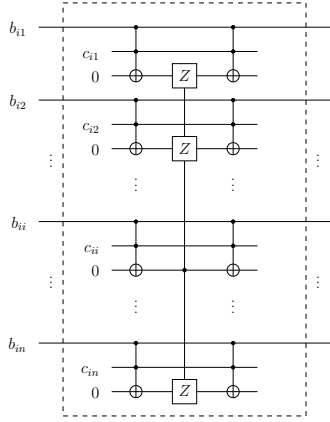 b_{i1}
c_{i1}
0 Z
b_{i2}
c_{i2}
0 Z
⋮ ⋮ ⋮ ⋮
b_{ii}
c_{ii}
0
⋮ ⋮ ⋮ ⋮
b_{in}
c_{in}
0 Z